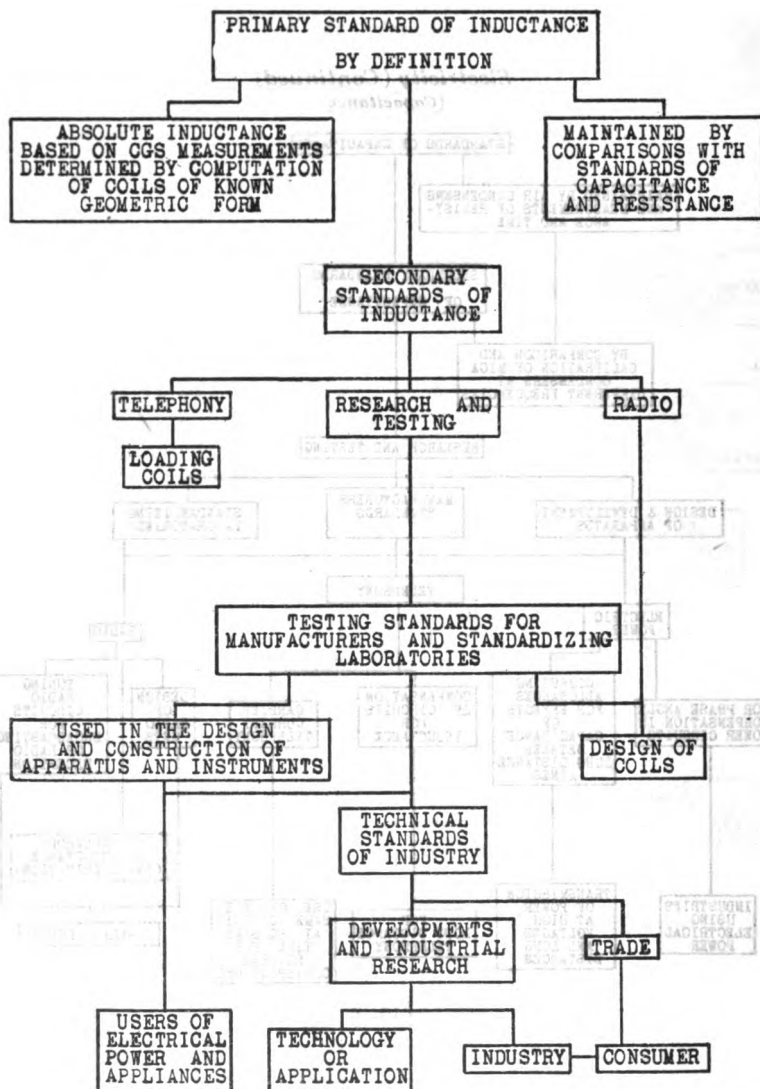 PRIMARY STANDARD OF INDUCTANCE
BY DEFINITION
ABSOLUTE INDUCTANCE
BASED ON CGS MEASUREMENTS
DETERMINED BY COMPUTATION
OF COILS OF KNOWN
GEOMETRIC FORM
MAINTAINED BY
COMPARISONS WITH
STANDARDS OF
CAPACITANCE
AND RESISTANCE
SECONDARY
STANDARDS OF
INDUCTANCE
TELEPHONY
RESEARCH AND
TESTING
RADIO
LOADING
COILS
TESTING STANDARDS FOR
MANUFACTURERS AND STANDARDIZING
LABORATORIES
USED IN THE DESIGN
AND CONSTRUCTION OF
APPARATUS AND INSTRUMENTS
DESIGN OF
COILS
TECHNICAL
STANDARDS
OF INDUSTRY
DEVELOPMENTS
AND INDUSTRIAL
RESEARCH
TRADE
USERS OF
ELECTRICAL
POWER AND
APPLIANCES
TECHNOLOGY
OR
APPLICATION
INDUSTRY
CONSUMER